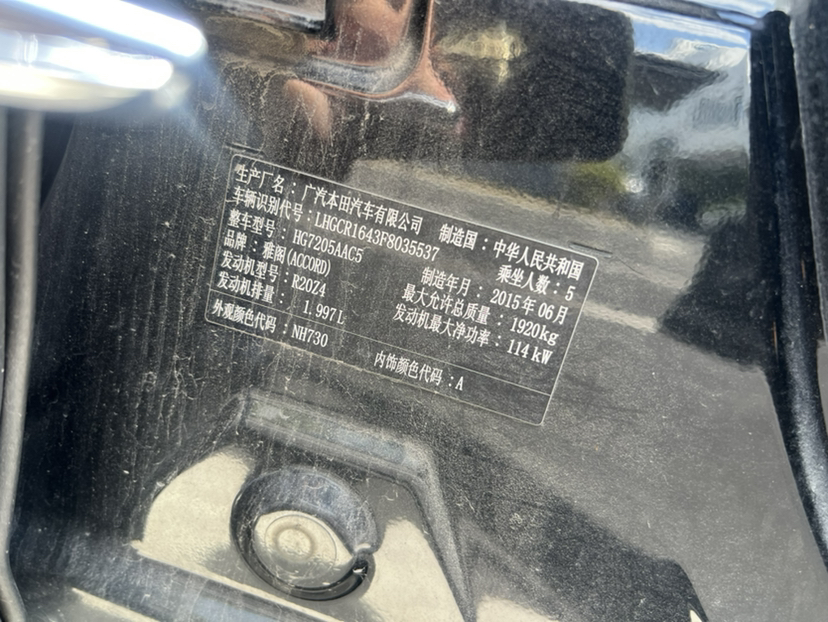 生产厂名：广汽本田汽车有限公司 制造国：中华人民共和国
车辆识别代号：LHGCR1643F8035537 乘坐人数：5
整车型号：HG7205AAC5 制造年月：2015年06月
品牌：雅阁(ACCORD) 最大允许总质量：1920kg
发动机型号：R20Z4 发动机最大净功率：114kW
发动机排量：1.997L
外观颜色代码：NH730 内饰颜色代码：A